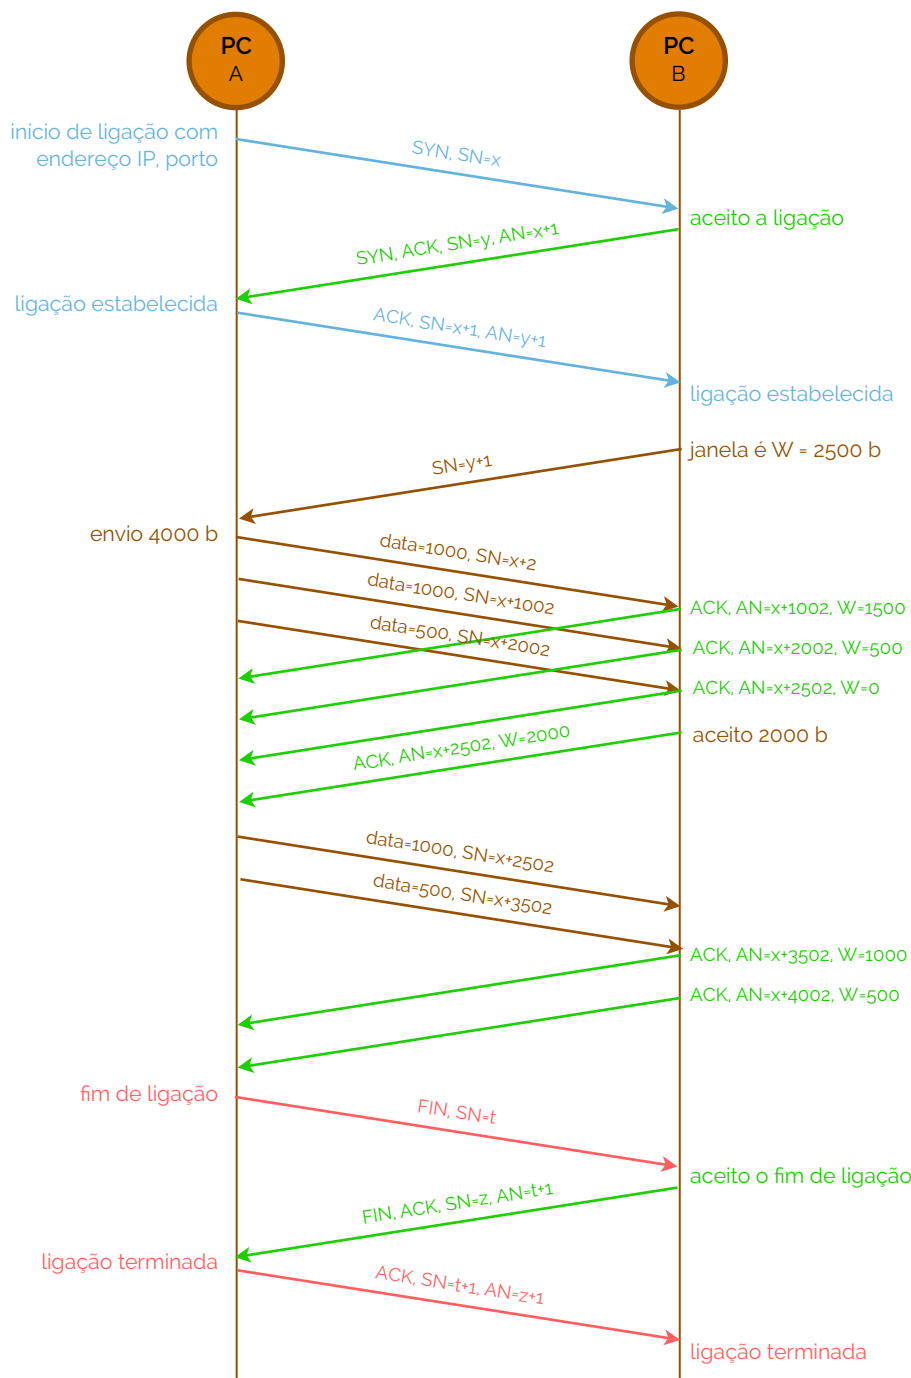 PC
A
PC
B
início de ligação com
endereço IP, porto
SYN, SN=x
aceito a ligação
SYN, ACK, SN=y, AN=x+1
ligação estabelecida
ACK, SN=x+1, AN=y+1
ligação estabelecida
janela é W = 2500 b
SN=y+1
envio 4000 b
data=1000, SN=x+2
data=1000, SN=x+1002
ACK, AN=x+1002, W=1500
data=500, SN=x+2002
ACK, AN=x+2002, W=500
ACK, AN=x+2502, W=0
aceito 2000 b
ACK, AN=x+2502, W=2000
data=1000, SN=x+2502
data=500, SN=x+3502
ACK, AN=x+3502, W=1000
ACK, AN=x+4002, W=500
fim de ligação
FIN, SN=t
aceito o fim de ligação
FIN, ACK, SN=z, AN=t+1
ligação terminada
ACK, SN=t+1, AN=z+1
ligação terminada